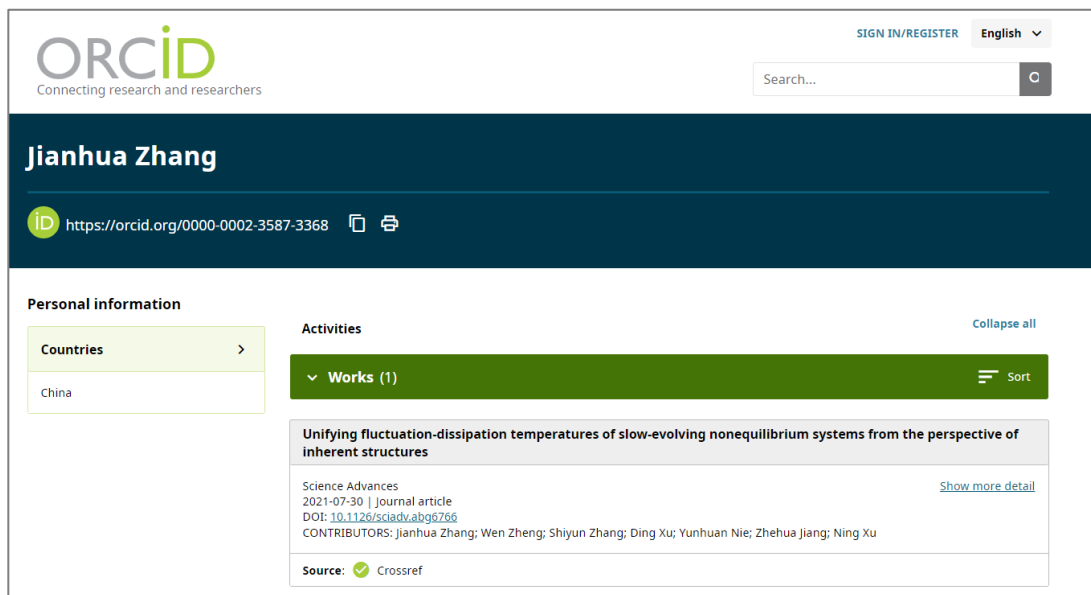 ORCID
Connecting research and researchers
SIGN IN/REGISTER
English
Search...
Jianhua Zhang
iD
https://orcid.org/0000-0002-3587-3368
Personal information
Countries
China
Activities
Collapse all
Works (1)
Sort
Unifying fluctuation-dissipation temperatures of slow-evolving nonequilibrium systems from the perspective of
inherent structures
Science Advances
Show more detail
2021-07-30 | Journal article
DOI: 10.1126/sciadv.abg6766
CONTRIBUTORS: Jianhua Zhang; Wen Zheng; Shiyun Zhang; Ding Xu; Yunhuan Nie; Zhehua Jiang; Ning Xu
Source: Crossref